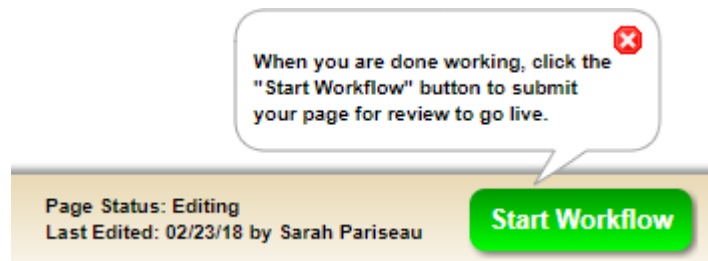 When you are done working, click the
"Start Workflow" button to submit
your page for review to go live.
Page Status: Editing
Last Edited: 02/23/18 by Sarah Pariseau
Start Workflow